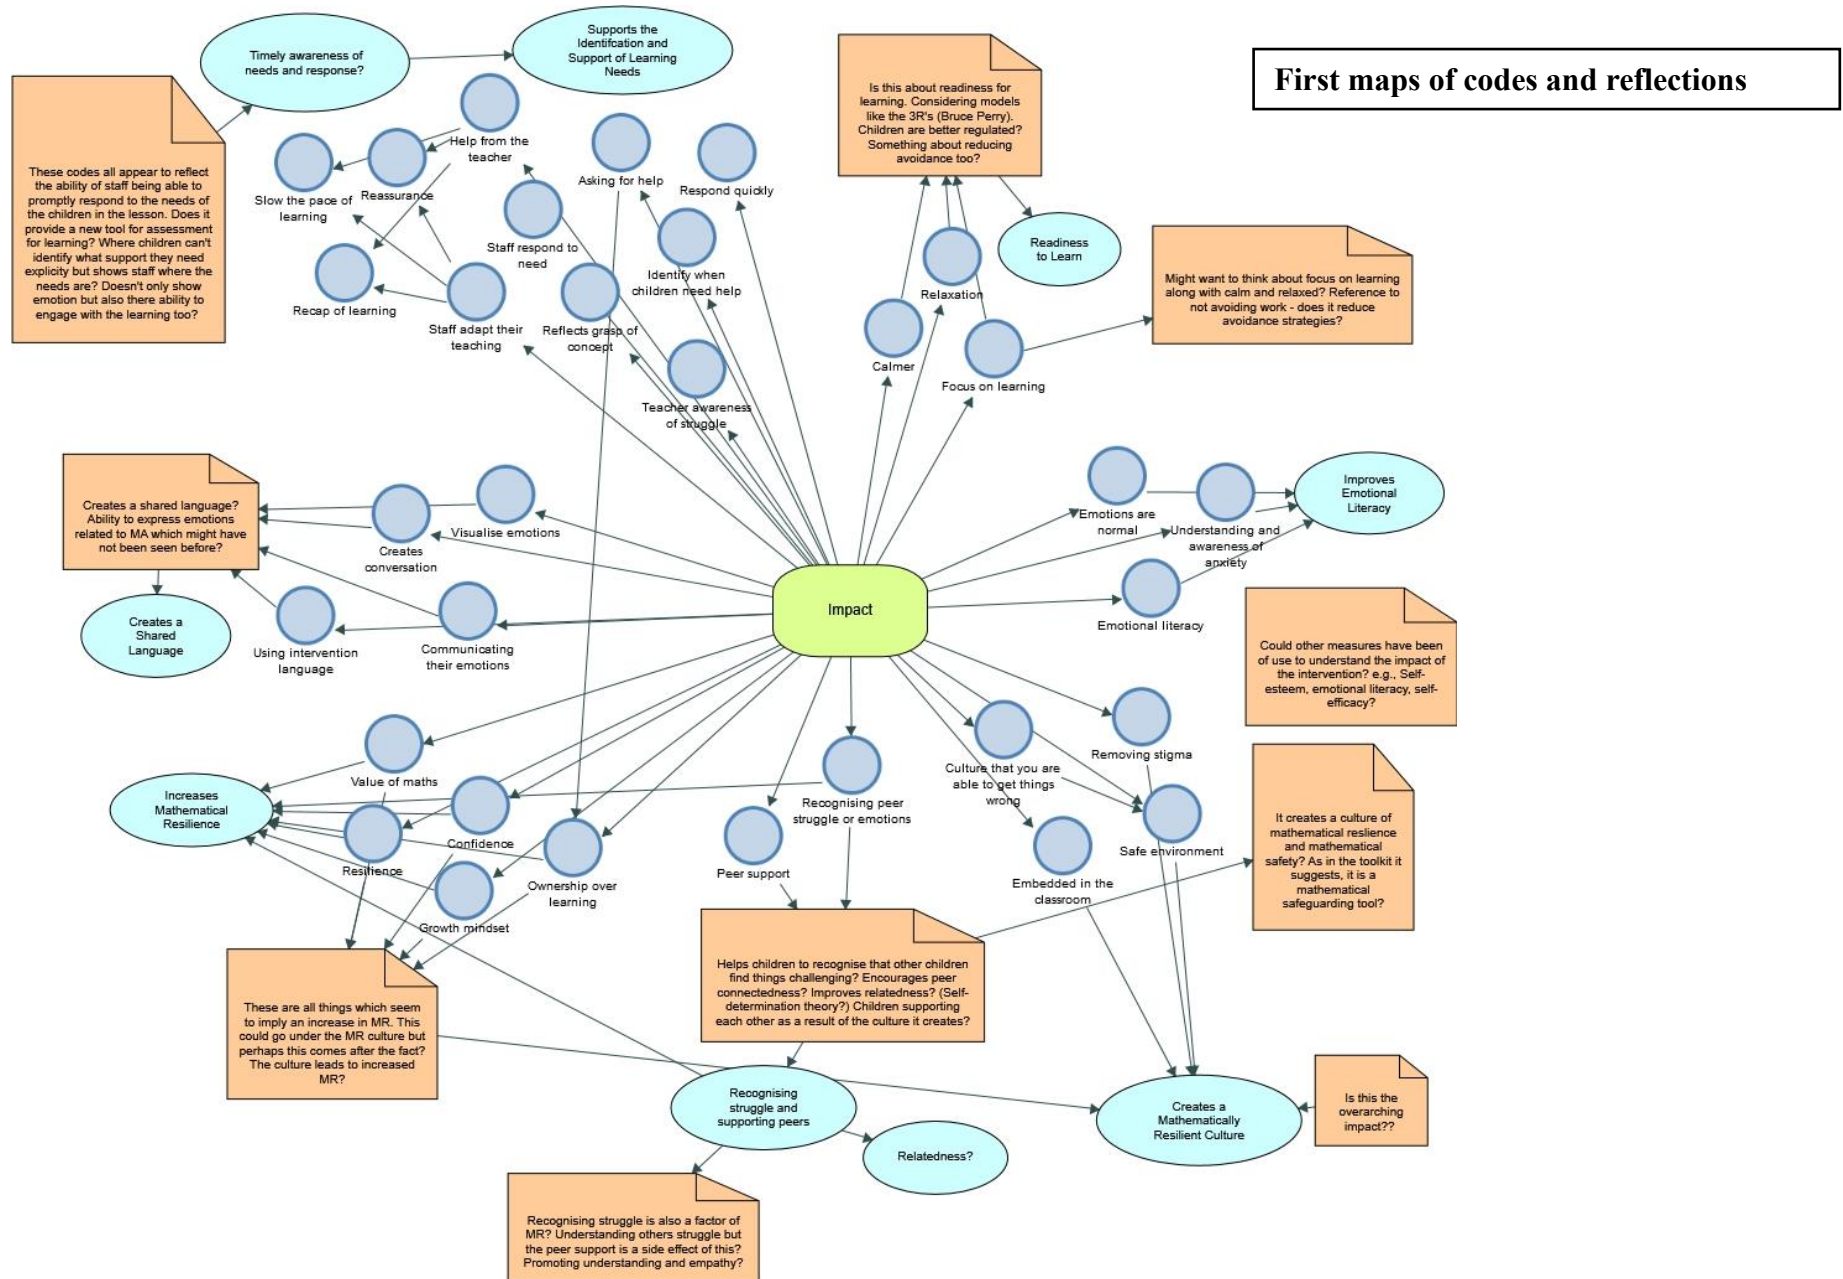 First maps of codes and reflections
Timely awareness of
needs and response?
Supports the
Identifcation and
Support of Learning
Needs
These codes all appear to reflect
the ability of staff being able to
promptly respond to the needs of
the children in the lesson. Does it
provide a new tool for assessment
for learning? Where children can't
identify what support they need
explicity but shows staff where the
needs are? Doesn't only show
emotion but also there ability to
engage with the learning too?
Help from the
teacher
Slow the pace of
learning
Reassurance
Recap of learning
Staff adapt their
teaching
Staff respond to
need
Asking for help
Respond quickly
Identify when
children need help
Reflects grasp of
concept
Teacher awareness
of struggle
Is this about readiness for
learning. Considering models
like the 3R's (Bruce Perry).
Children are better regulated?
Something about reducing
avoidance too?
Readiness
to Learn
Relaxation
Calmer
Focus on learning
Might want to think about focus on learning
along with calm and relaxed? Reference to
not avoiding work - does it reduce
avoidance strategies?
Creates a shared language?
Ability to express emotions
related to MA which might have
not been seen before?
Creates a
Shared
Language
Visualise emotions
Creates
conversation
Using intervention
language
Communicating
their emotions
Impact
Emotions are
normal
Understanding and
awareness of
anxiety
Emotional literacy
Improves
Emotional
Literacy
Could other measures have been
of use to understand the impact of
the intervention? e.g., Self-
esteem, emotional literacy, self-
efficacy?
Increases
Mathematical
Resilience
Value of maths
Resilience
Confidence
Growth mindset
Ownership over
learning
Recognising peer
struggle or emotions
Peer support
Culture that you are
able to get things
wrong
Removing stigma
Safe environment
Embedded in the
classroom
It creates a culture of
mathematical reslience
and mathematical
safety? As in the toolkit it
suggests, it is a
mathematical
safeguarding tool?
These are all things which seem
to imply an increase in MR. This
could go under the MR culture but
perhaps this comes after the fact?
The culture leads to increased
MR?
Helps children to recognise that other children
find things challenging? Encourages peer
connectedness? Improves relatedness? (Self-
determination theory?) Children supporting
each other as a result of the culture it creates?
Recognising
struggle and
supporting peers
Relatedness?
Creates a
Mathematically
Resilient Culture
Is this the
overarching
impact??
Recognising struggle is also a factor of
MR? Understanding others struggle but
the peer support is a side effect of this?
Promoting understanding and empathy?